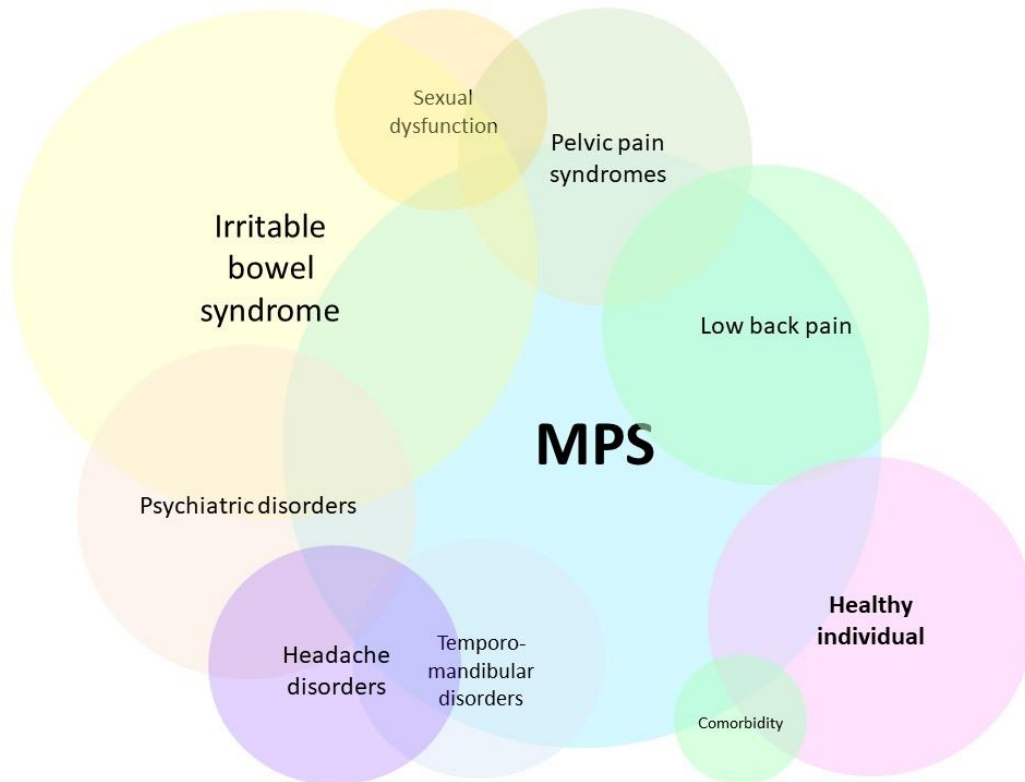 Sexual
dysfunction
Pelvic pain
syndromes
Irritable
bowel
syndrome
Low back pain
MPS
Psychiatric disorders
Healthy
individual
Headache
disorders
Temporo-
mandibular
disorders
Comorbidity